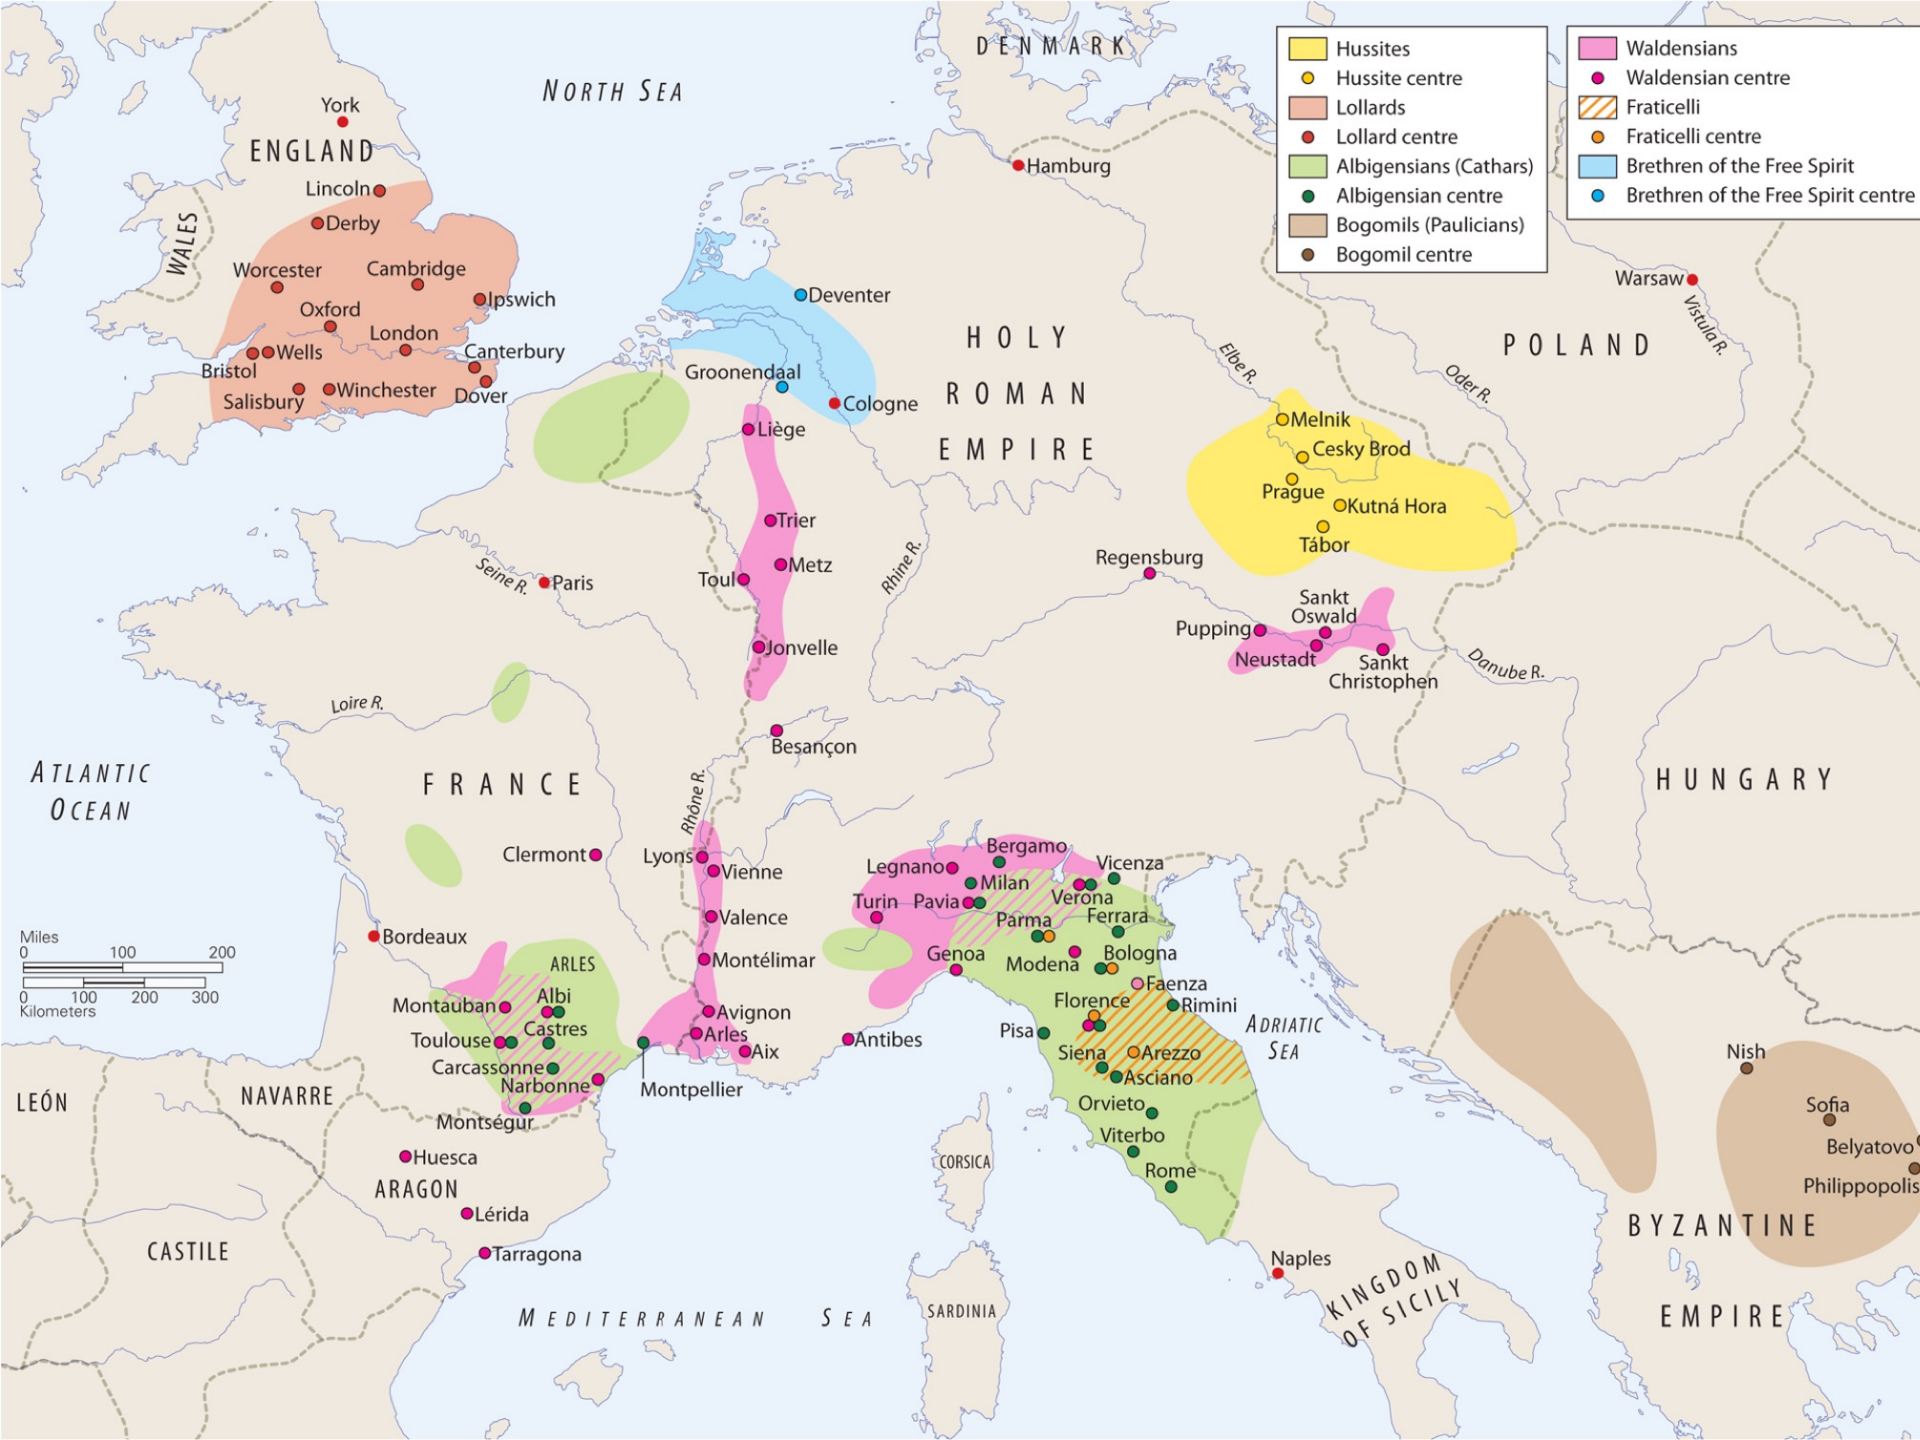 DENMARK
NORTH SEA
Hussites
Hussite centre
Lollards
Lollard centre
Albigensians (Cathars)
Albigensian centre
Bogomils (Paulicians)
Bogomil centre
Waldensians
Waldensian centre
Fraticelli
Fraticelli centre
Brethren of the Free Spirit
Brethren of the Free Spirit centre
York
ENGLAND
Lincoln
Derby
WALES
Worcester
Cambridge
Ipswich
Oxford
London
Wells
Bristol
Canterbury
Salisbury
Winchester
Dover
Hamburg
Deventer
Groonendaal
Cologne
HOLY
ROMAN
EMPIRE
Elbe R.
Oder R.
Warsaw
Vistula R.
POLAND
Liège
Trier
Metz
Toul
Jonvelle
Besançon
Melnik
Cesky Brod
Prague
Kutná Hora
Tábor
Regensburg
Sankt
Oswald
Pupping
Neustadt
Sankt
Christophen
Danube R.
Rhine R.
Seine R.
Paris
Loire R.
ATLANTIC
OCEAN
FRANCE
Rhône R.
HUNGARY
Clermont
Lyons
Vienne
Valence
Montélimar
Avignon
Arles
Aix
Antibes
Bordeaux
Miles
0 100 200
0 100 200 300
Kilometers
ARLES
Montauban
Albi
Castres
Toulouse
Carcassonne
Narbonne
Montségur
Montpellier
Legnano
Bergamo
Milan
Vicenza
Turin
Pavia
Verona
Parma
Ferrara
Genoa
Modena
Bologna
Faenza
Florence
Rimini
Pisa
Siena
Arezzo
Asciano
Orvieto
Viterbo
Rome
ADRIATIC
SEA
Nish
Sofia
Belyatovo
Philippopolis
BYZANTINE
EMPIRE
LEÓN
NAVARRE
Huesca
ARAGON
Lérida
CASTILE
Tarragona
CORSICA
SARDINIA
MEDITERRANEAN SEA
Naples
KINGDOM
OF SICILY